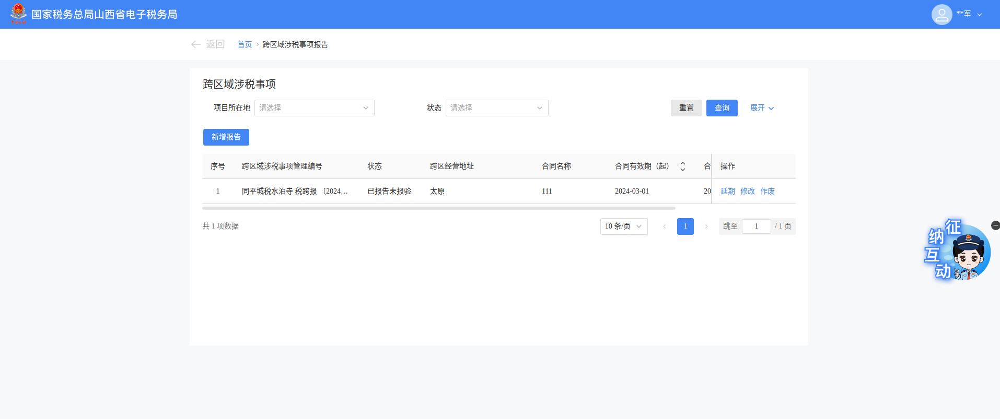 国家税务总局山西省电子税务局
**军
返回 首页 > 跨区域涉税事项报告
跨区域涉税事项
项目所在地 请选择 状态 请选择 重置 查询 展开
新增报告
序号 跨区域涉税事项管理编号 状态 跨区经营地址 合同名称 合同有效期（起） 合 操作
1 同平城税水泊寺 税跨报 〔2024… 已报告未报验 太原 111 2024-03-01 20 延期 修改 作废
共 1 项数据 10 条/页 1 跳至 1 / 1 页
征
纳
互
动